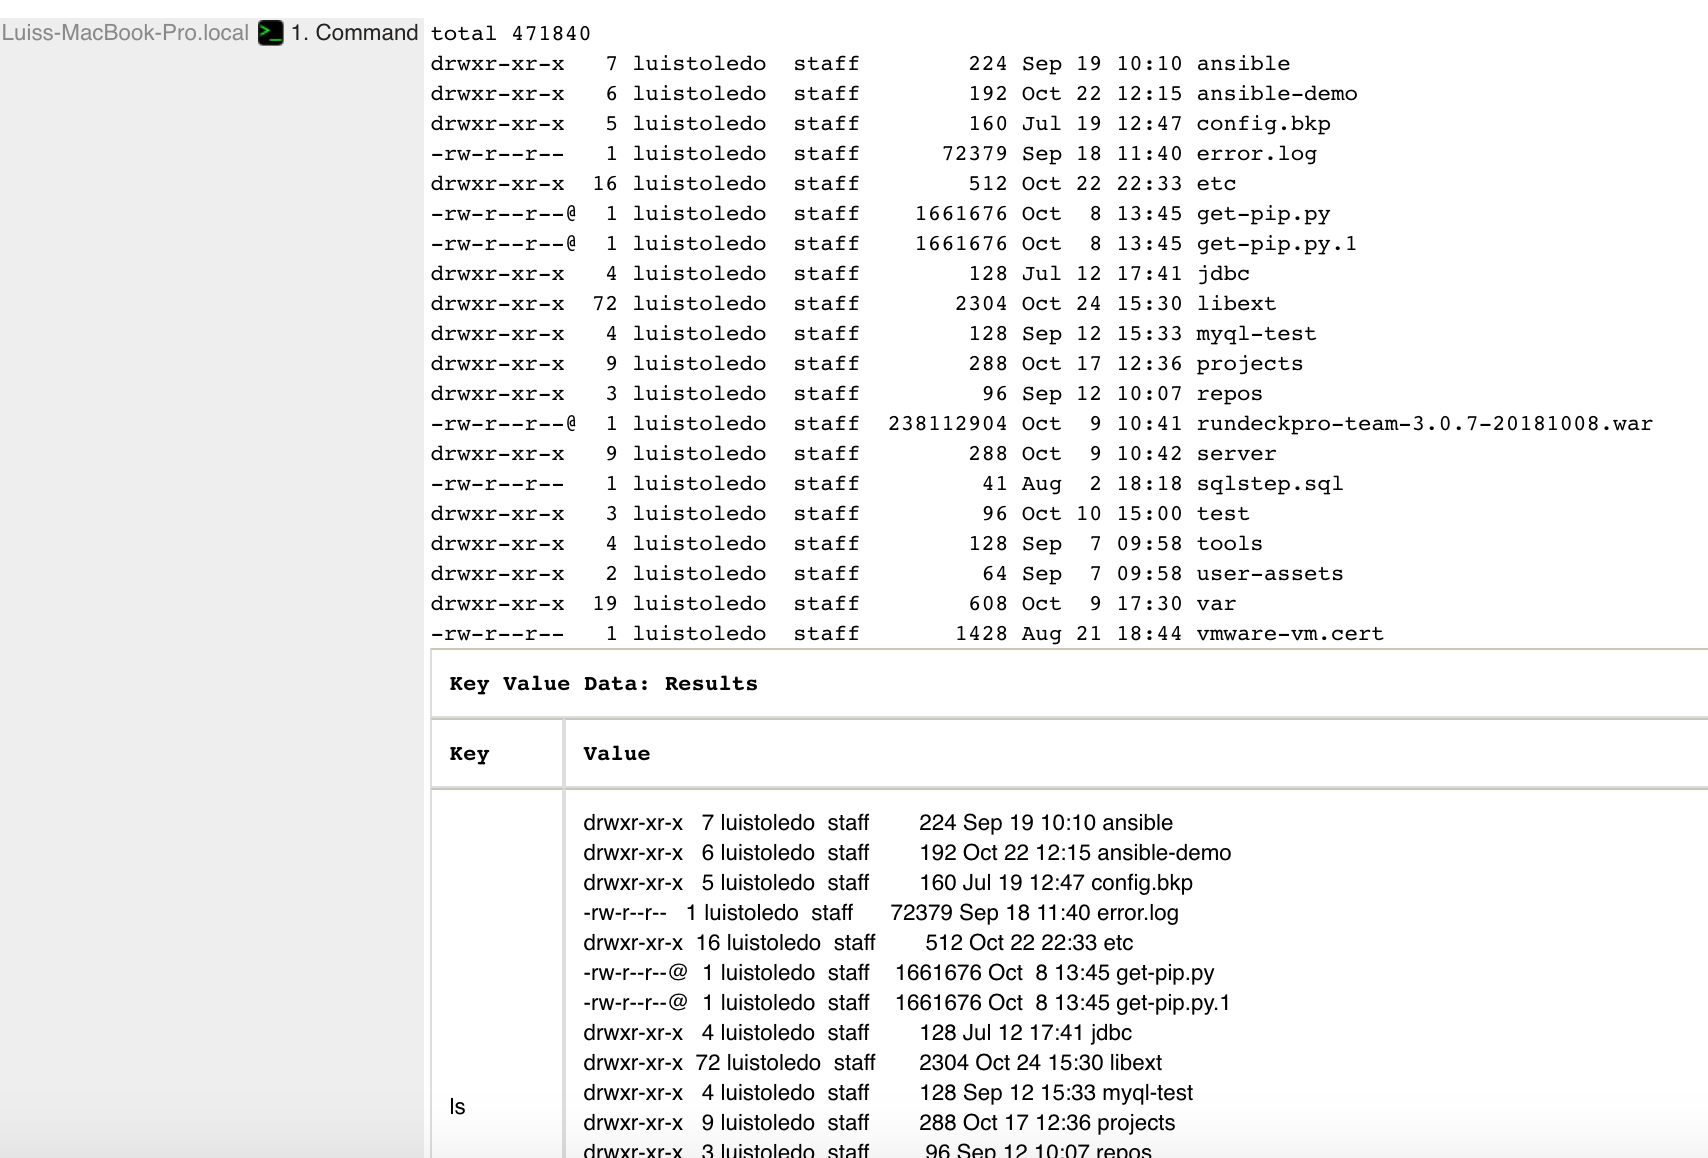 Luiss-MacBook-Pro.local >_ 1. Command total 471840
drwxr-xr-x   7 luistoledo  staff        224 Sep 19 10:10 ansible
drwxr-xr-x   6 luistoledo  staff        192 Oct 22 12:15 ansible-demo
drwxr-xr-x   5 luistoledo  staff        160 Jul 19 12:47 config.bkp
-rw-r--r--   1 luistoledo  staff      72379 Sep 18 11:40 error.log
drwxr-xr-x  16 luistoledo  staff        512 Oct 22 22:33 etc
-rw-r--r--@  1 luistoledo  staff    1661676 Oct  8 13:45 get-pip.py
-rw-r--r--@  1 luistoledo  staff    1661676 Oct  8 13:45 get-pip.py.1
drwxr-xr-x   4 luistoledo  staff        128 Jul 12 17:41 jdbc
drwxr-xr-x  72 luistoledo  staff       2304 Oct 24 15:30 libext
drwxr-xr-x   4 luistoledo  staff        128 Sep 12 15:33 myql-test
drwxr-xr-x   9 luistoledo  staff        288 Oct 17 12:36 projects
drwxr-xr-x   3 luistoledo  staff         96 Sep 12 10:07 repos
-rw-r--r--@  1 luistoledo  staff  238112904 Oct  9 10:41 rundeckpro-team-3.0.7-20181008.war
drwxr-xr-x   9 luistoledo  staff        288 Oct  9 10:42 server
-rw-r--r--   1 luistoledo  staff         41 Aug  2 18:18 sqlstep.sql
drwxr-xr-x   3 luistoledo  staff         96 Oct 10 15:00 test
drwxr-xr-x   4 luistoledo  staff        128 Sep  7 09:58 tools
drwxr-xr-x   2 luistoledo  staff         64 Sep  7 09:58 user-assets
drwxr-xr-x  19 luistoledo  staff        608 Oct  9 17:30 var
-rw-r--r--   1 luistoledo  staff       1428 Aug 21 18:44 vmware-vm.cert
Key Value Data: Results
Key Value
drwxr-xr-x   7 luistoledo  staff        224 Sep 19 10:10 ansible
drwxr-xr-x   6 luistoledo  staff        192 Oct 22 12:15 ansible-demo
drwxr-xr-x   5 luistoledo  staff        160 Jul 19 12:47 config.bkp
-rw-r--r--   1 luistoledo  staff      72379 Sep 18 11:40 error.log
drwxr-xr-x  16 luistoledo  staff        512 Oct 22 22:33 etc
-rw-r--r--@  1 luistoledo  staff    1661676 Oct  8 13:45 get-pip.py
-rw-r--r--@  1 luistoledo  staff    1661676 Oct  8 13:45 get-pip.py.1
drwxr-xr-x   4 luistoledo  staff        128 Jul 12 17:41 jdbc
drwxr-xr-x  72 luistoledo  staff       2304 Oct 24 15:30 libext
drwxr-xr-x   4 luistoledo  staff        128 Sep 12 15:33 myql-test
ls
drwxr-xr-x   9 luistoledo  staff        288 Oct 17 12:36 projects
drwxr-xr-x   3 luistoledo  staff         96 Sep 12 10:07 repos